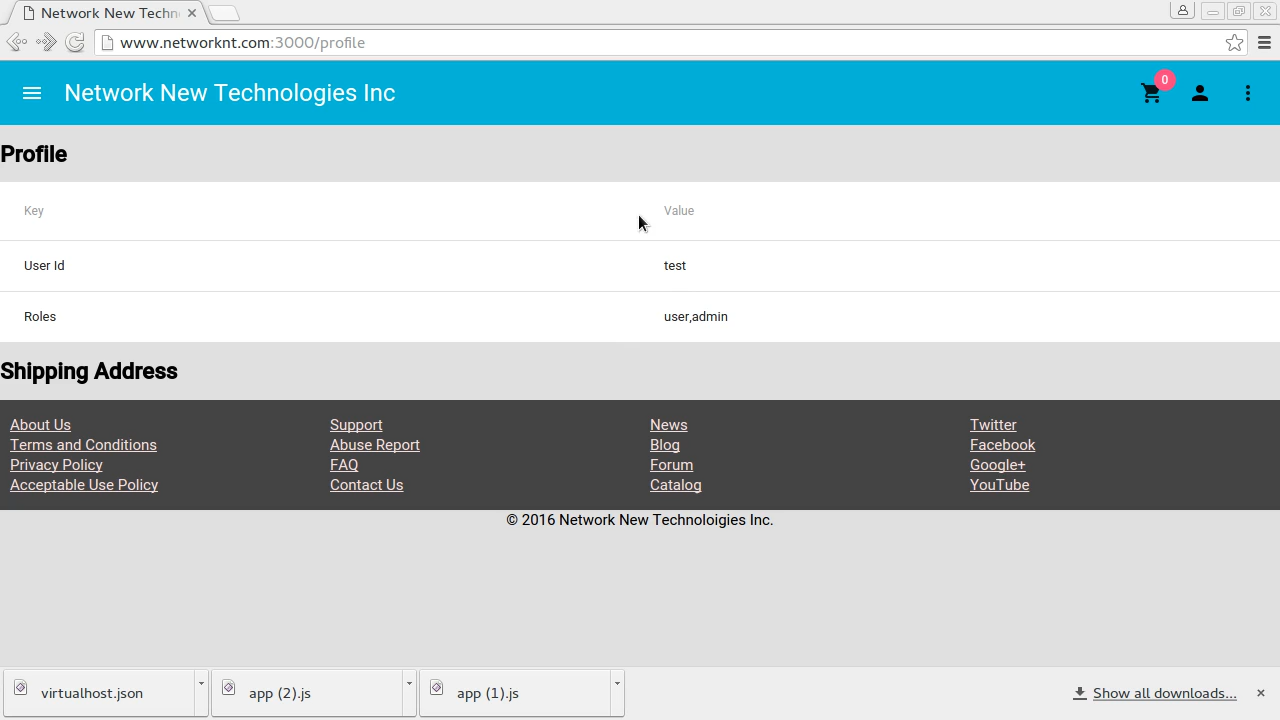 Network New Techn
www.networknt.com:3000/profile
Network New Technologies Inc
0
Profile
Key Value
User Id test
Roles user,admin
Shipping Address
About Us Support News Twitter
Terms and Conditions Abuse Report Blog Facebook
Privacy Policy FAQ Forum Google+
Acceptable Use Policy Contact Us Catalog YouTube
© 2016 Network New Technoloigies Inc.
virtualhost.json app (2).js app (1).js Show all downloads...